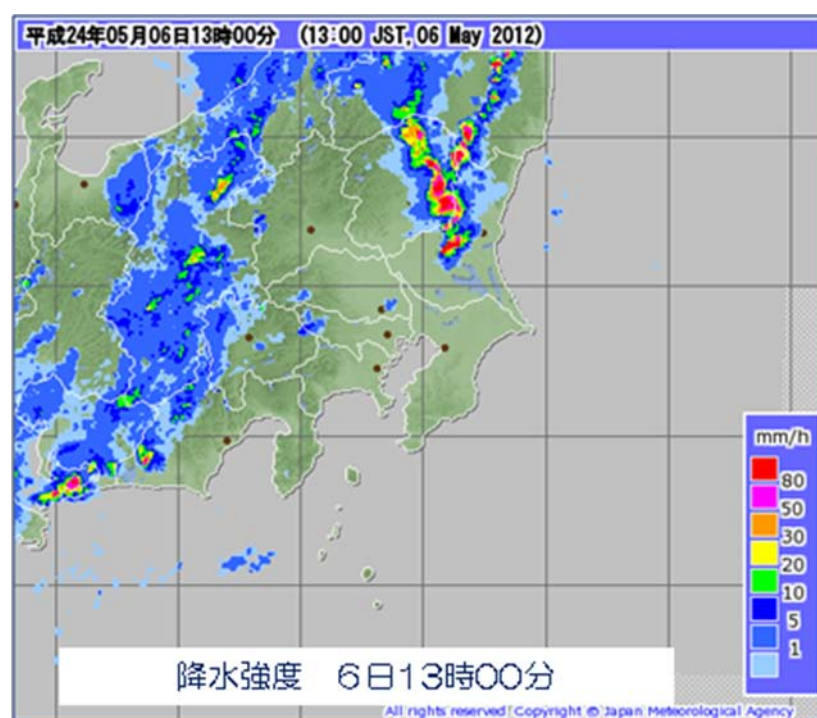 平成24年05月06日13時00分 (13:00 JST, 06 May 2012)
mm/h
80
50
30
20
10
5
1
降水強度 6日13時00分
All rights reserved. Copyright © Japan Meteorological Agency